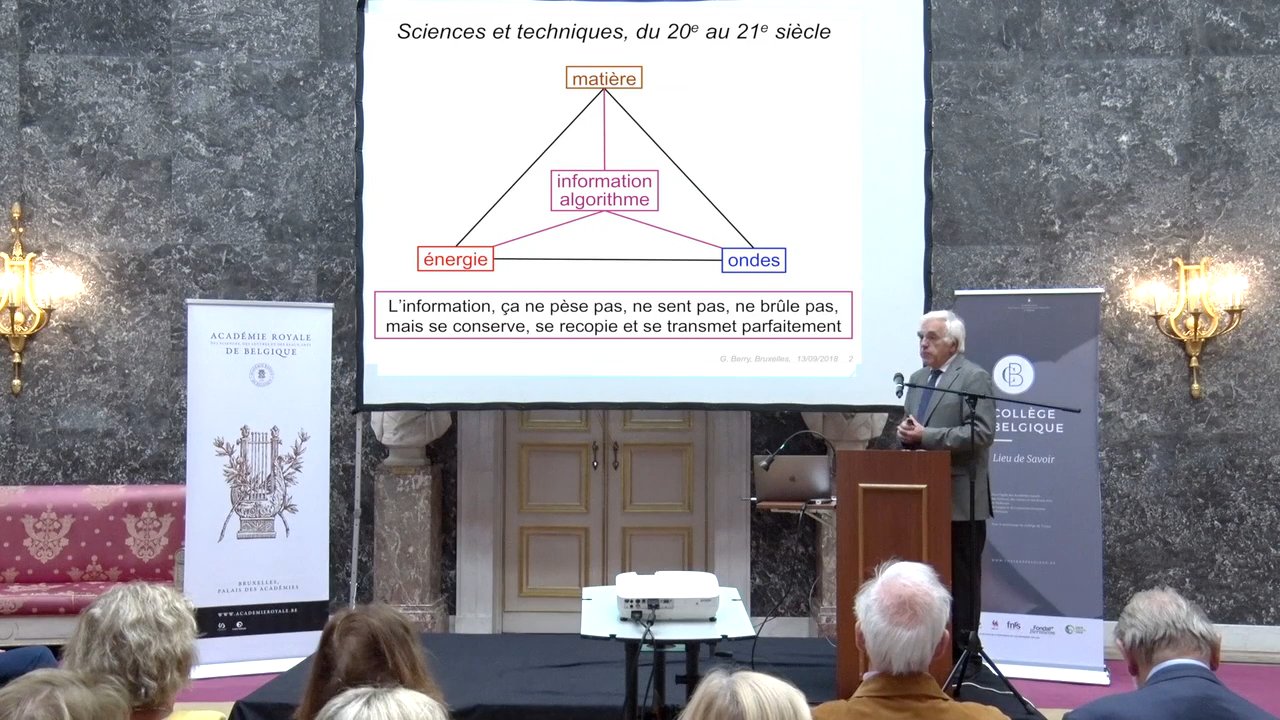 Sciences et techniques, du 20e au 21e siècle
matière
information
algorithme
énergie
ondes
L'information, ça ne pèse pas, ne sent pas, ne brûle pas,
mais se conserve, se recopie et se transmet parfaitement
G. Berry, Bruxelles, 13/09/2018 2
ACADÉMIE ROYALE
DE BELGIQUE
BRUXELLES,
PALAIS DES ACADÉMIES
WWW.ACADEMIEROYALE.BE
COLLÈGE
BELGIQUE
Lieu de Savoir